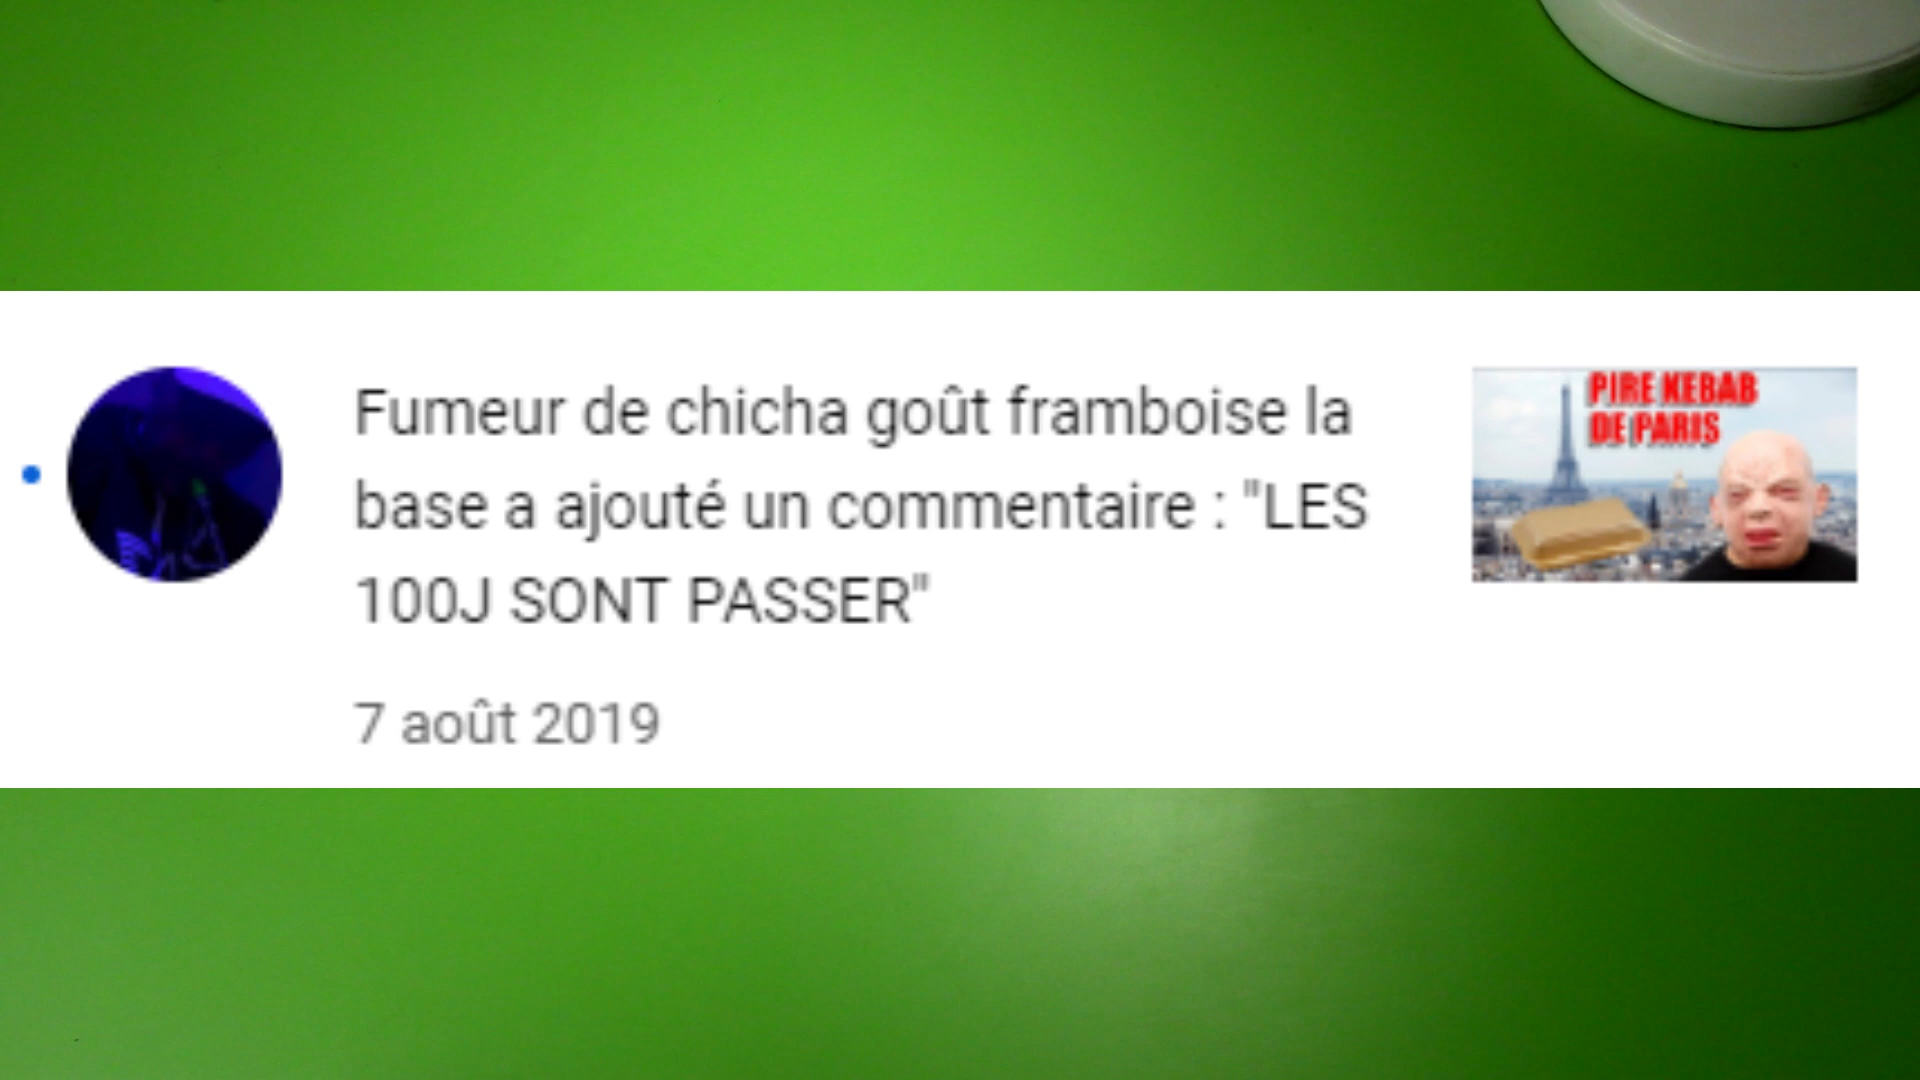 Fumeur de chicha goût framboise la
base a ajouté un commentaire : "LES
100J SONT PASSER"
7 août 2019
PIRE KEBAB
DE PARIS